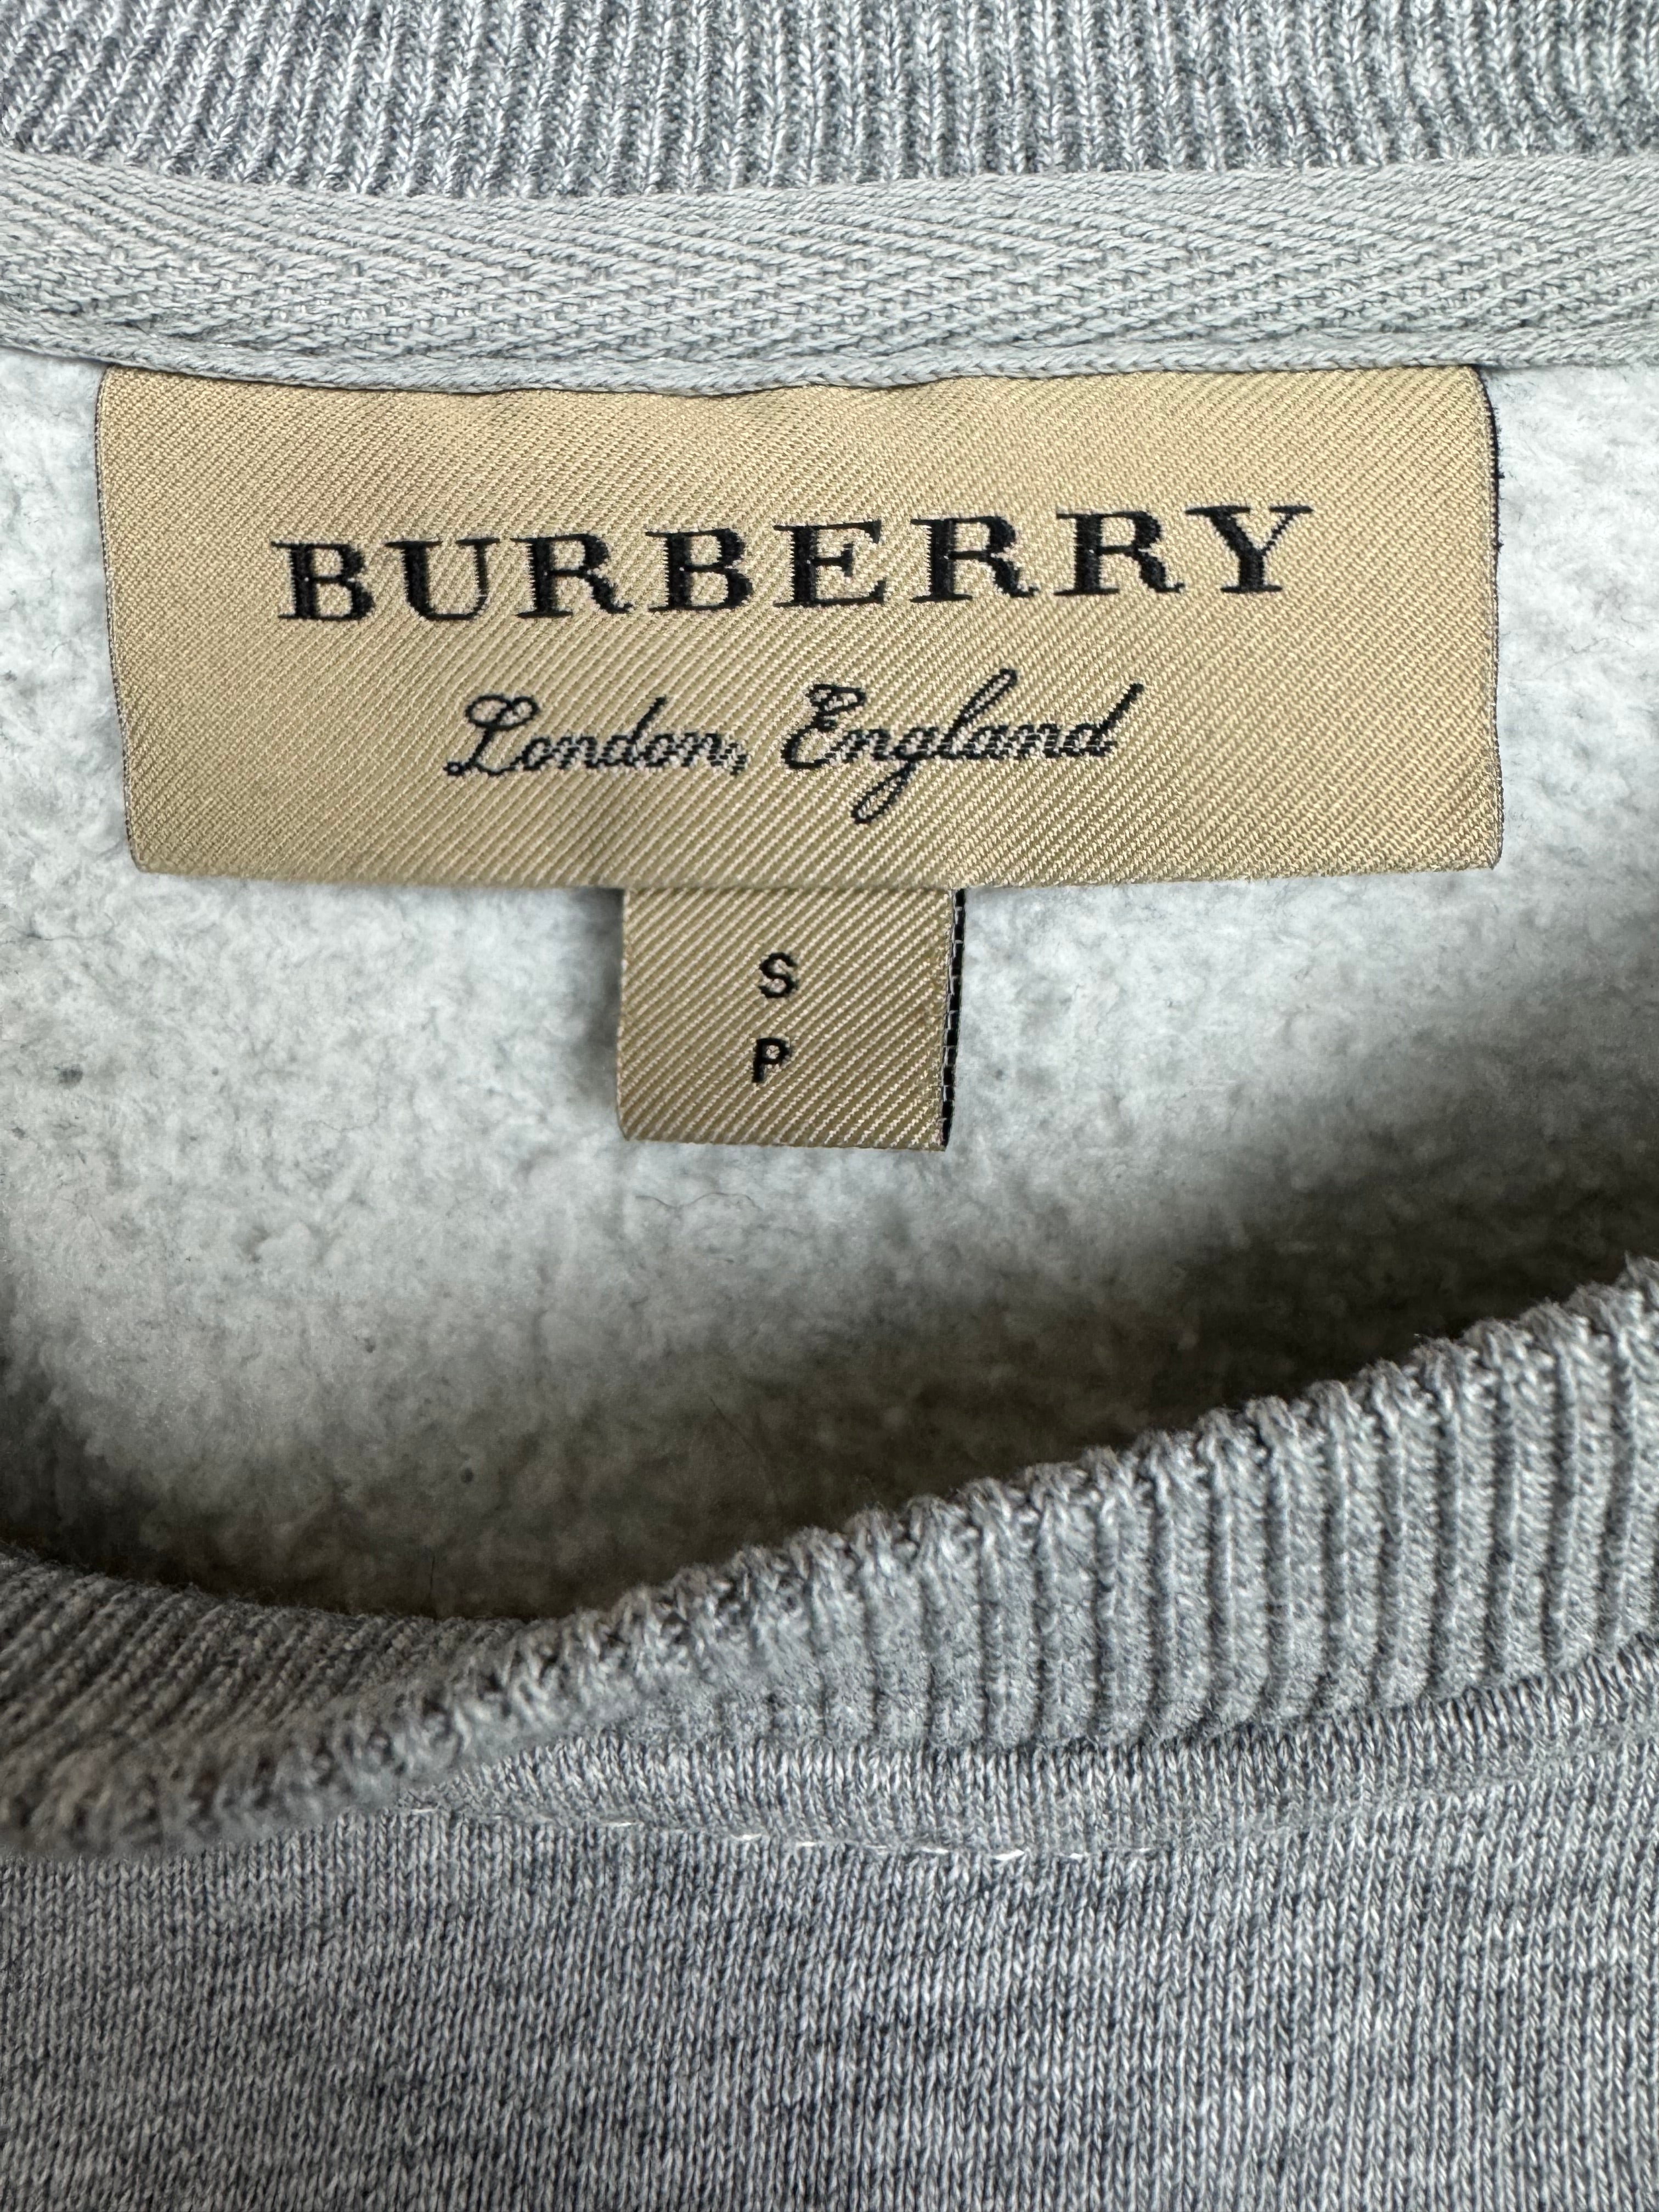 BURBERRY
London, England
S
P